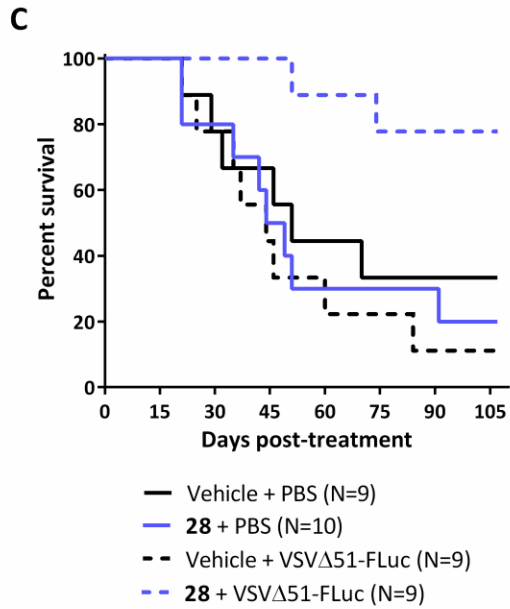 C
100
80
60
40
20
0
Percent survival
0 15 30 45 60 75 90 105
Days post-treatment
Vehicle + PBS (N=9)
28 + PBS (N=10)
Vehicle + VSVΔ51-FLuc (N=9)
28 + VSVΔ51-FLuc (N=9)